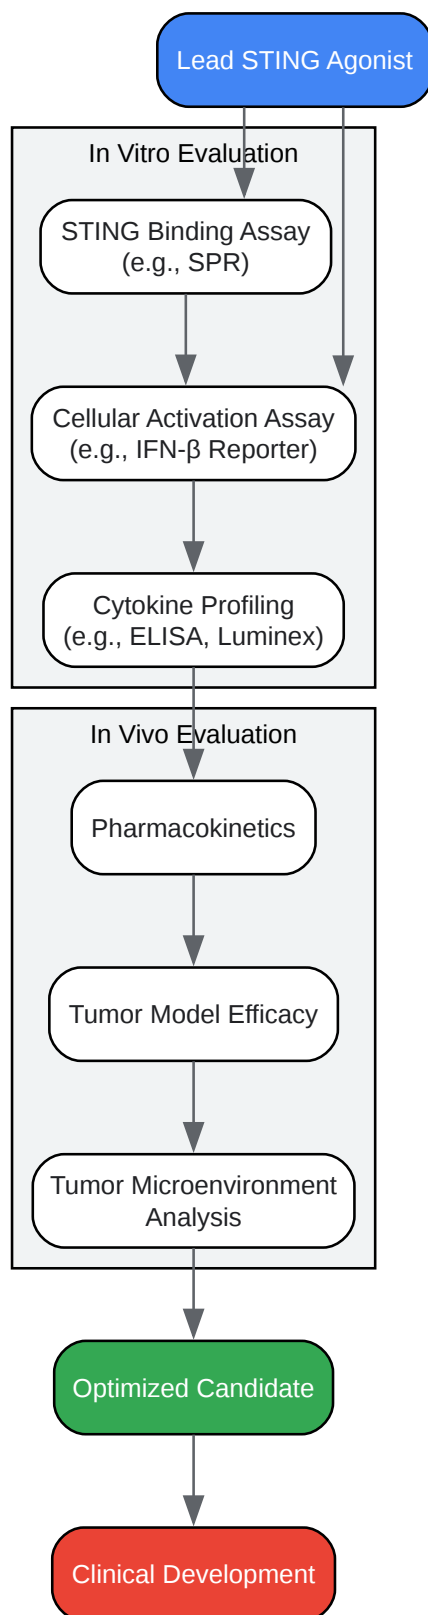 Lead STING Agonist
In Vitro Evaluation
STING Binding Assay
(e.g., SPR)
Cellular Activation Assay
(e.g., IFN-β Reporter)
Cytokine Profiling
(e.g., ELISA, Luminex)
In Vivo Evaluation
Pharmacokinetics
Tumor Model Efficacy
Tumor Microenvironment
Analysis
Optimized Candidate
Clinical Development